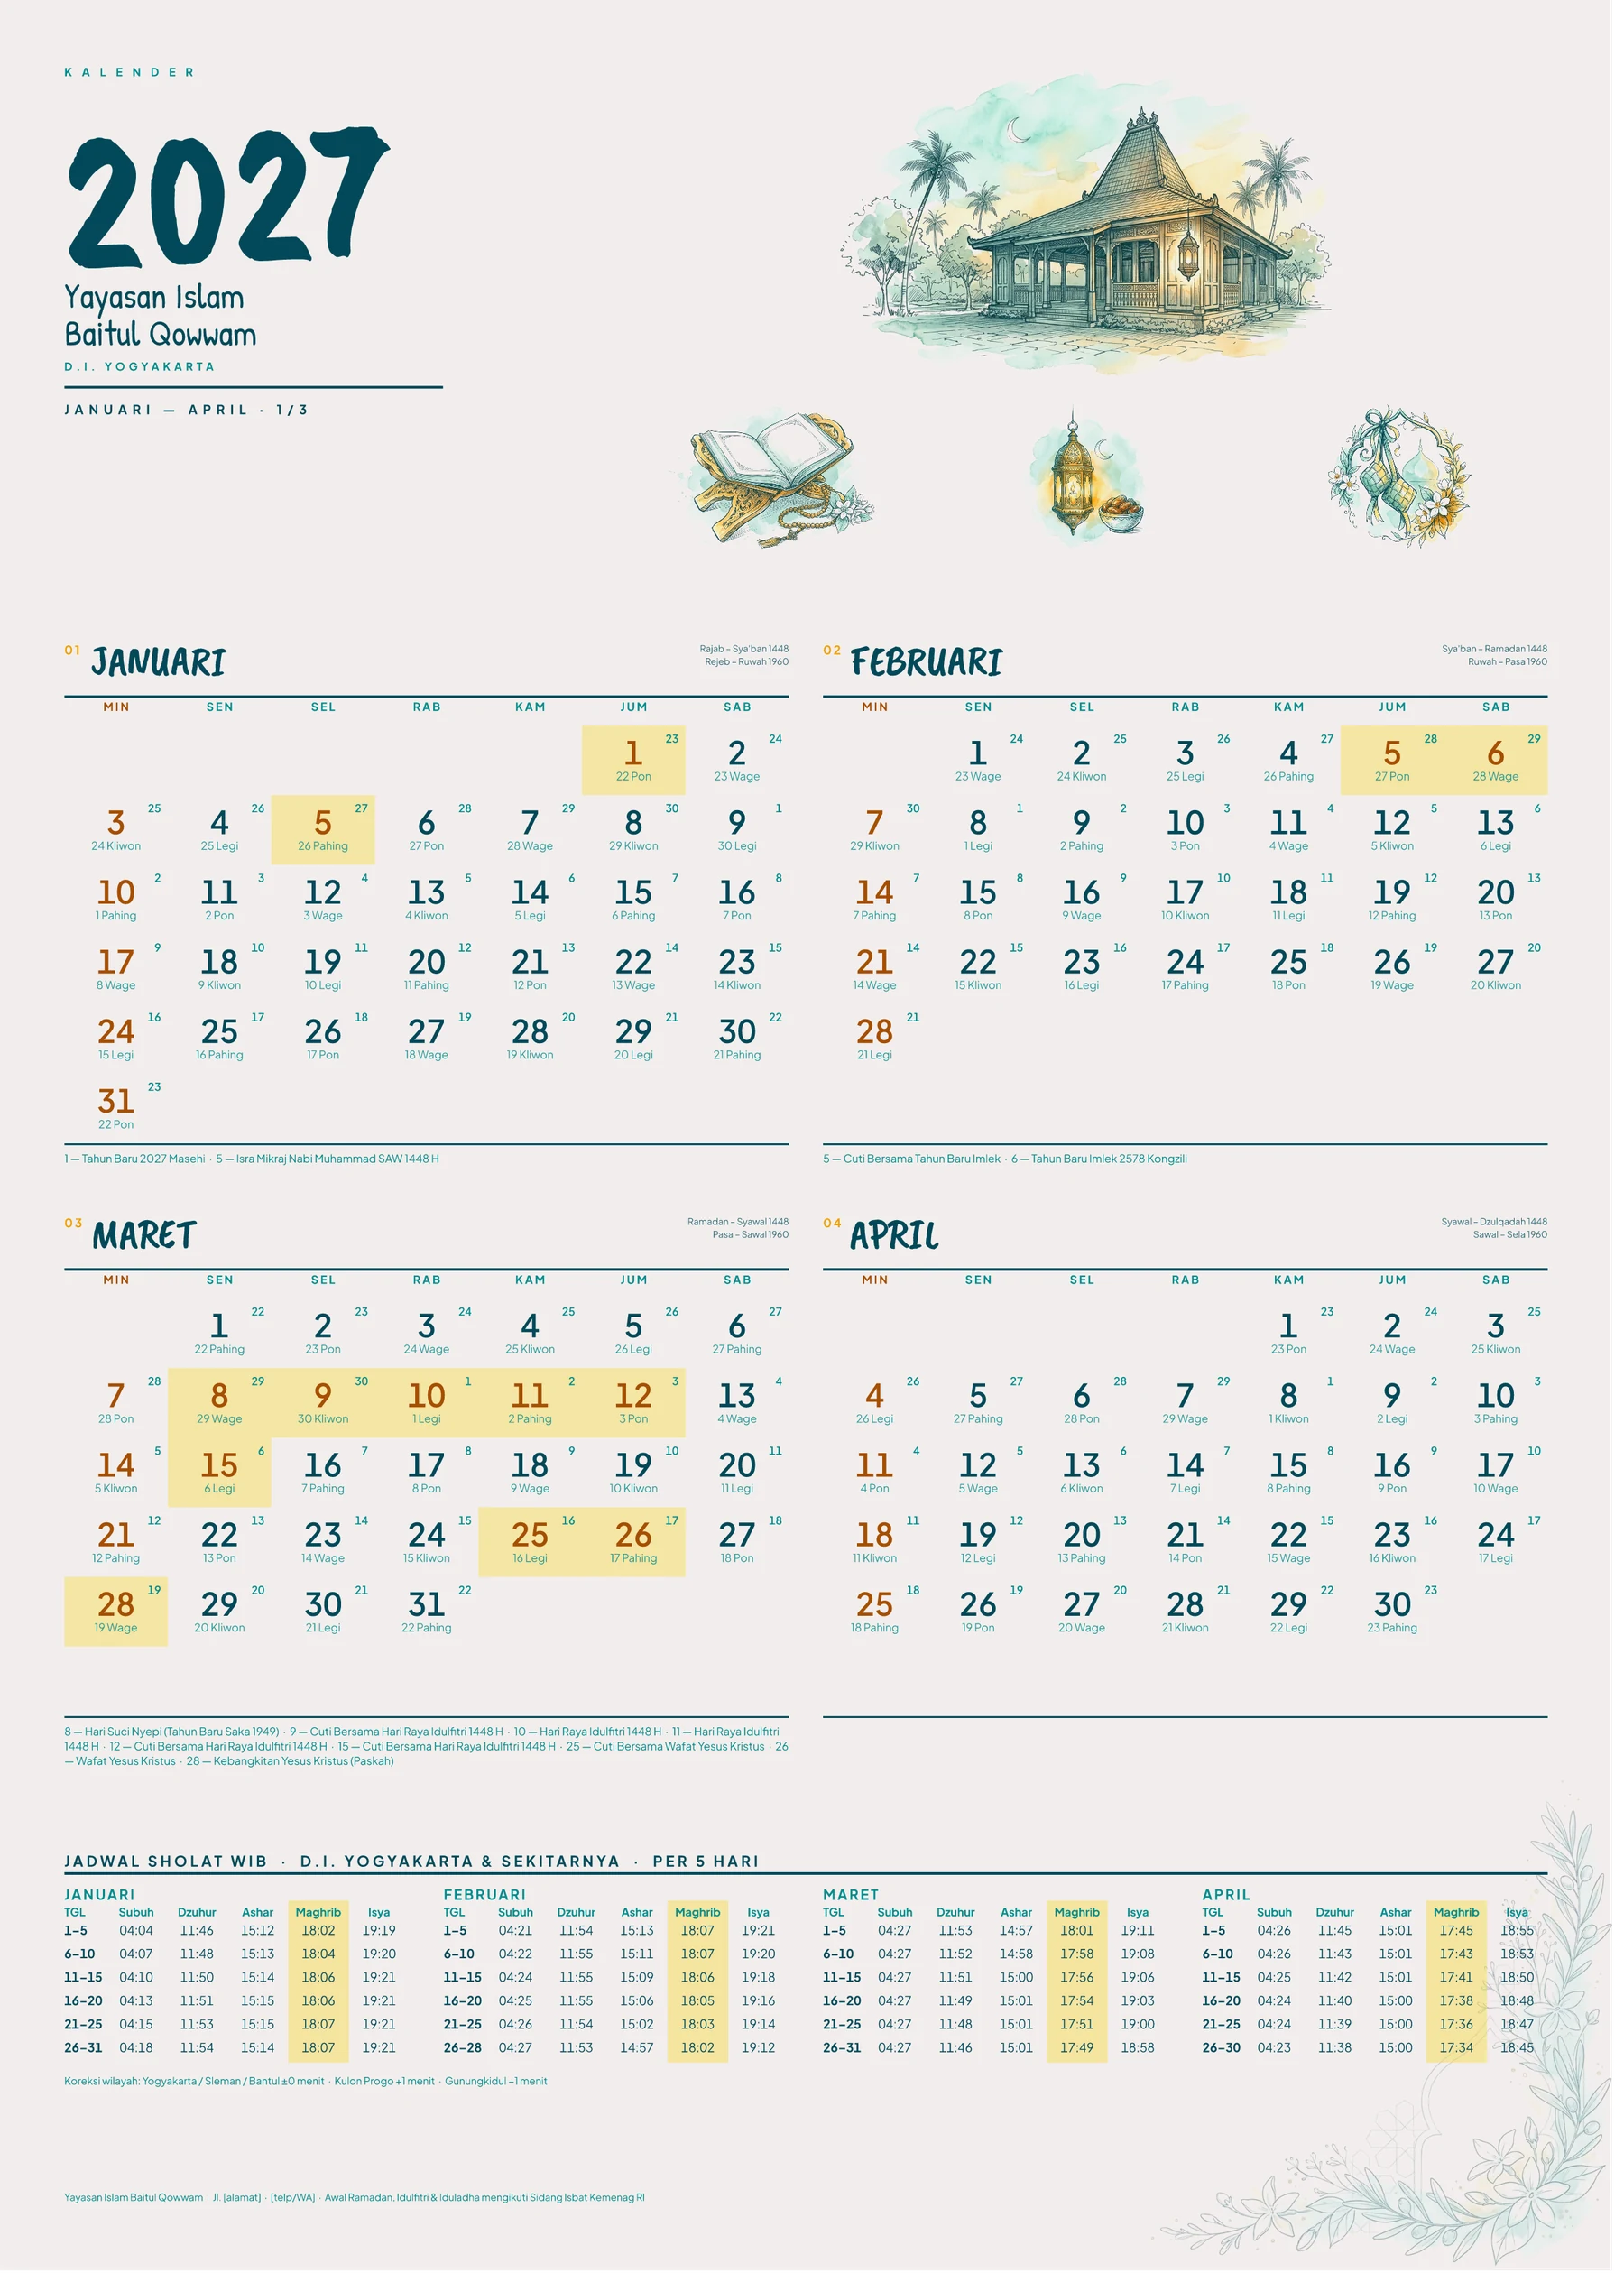 KALENDER
2027
Yayasan Islam
Baitul Qowwam
D.I. YOGYAKARTA
JANUARI — APRIL · 1/3
01 JANUARI
Rajab – Sya'ban 1448
Rejeb – Ruwah 1960
MIN SEN SEL RAB KAM JUM SAB
1 23 2 24
22 Pon 23 Wage
3 25 4 26 5 27 6 28 7 29 8 30 9 1
24 Kliwon 25 Legi 26 Pahing 27 Pon 28 Wage 29 Kliwon 30 Legi
10 2 11 3 12 4 13 5 14 6 15 7 16 8
1 Pahing 2 Pon 3 Wage 4 Kliwon 5 Legi 6 Pahing 7 Pon
17 9 18 10 19 11 20 12 21 13 22 14 23 15
8 Wage 9 Kliwon 10 Legi 11 Pahing 12 Pon 13 Wage 14 Kliwon
24 16 25 17 26 18 27 19 28 20 29 21 30 22
15 Legi 16 Pahing 17 Pon 18 Wage 19 Kliwon 20 Legi 21 Pahing
31 23
22 Pon
1 — Tahun Baru 2027 Masehi · 5 — Isra Mikraj Nabi Muhammad SAW 1448 H
02 FEBRUARI
Sya'ban – Ramadan 1448
Ruwah – Pasa 1960
MIN SEN SEL RAB KAM JUM SAB
1 24 2 25 3 26 4 27 5 28 6 29
23 Wage 24 Kliwon 25 Legi 26 Pahing 27 Pon 28 Wage
7 30 8 1 9 2 10 3 11 4 12 5 13 6
29 Kliwon 1 Legi 2 Pahing 3 Pon 4 Wage 5 Kliwon 6 Legi
14 7 15 8 16 9 17 10 18 11 19 12 20 13
7 Pahing 8 Pon 9 Wage 10 Kliwon 11 Legi 12 Pahing 13 Pon
21 14 22 15 23 16 24 17 25 18 26 19 27 20
14 Wage 15 Kliwon 16 Legi 17 Pahing 18 Pon 19 Wage 20 Kliwon
28 21
21 Legi
5 — Cuti Bersama Tahun Baru Imlek · 6 — Tahun Baru Imlek 2578 Kongzili
03 MARET
Ramadan – Syawal 1448
Pasa – Sawal 1960
MIN SEN SEL RAB KAM JUM SAB
1 22 2 23 3 24 4 25 5 26 6 27
22 Pahing 23 Pon 24 Wage 25 Kliwon 26 Legi 27 Pahing
7 28 8 29 9 30 10 1 11 2 12 3 13 4
28 Pon 29 Wage 30 Kliwon 1 Legi 2 Pahing 3 Pon 4 Wage
14 5 15 6 16 7 17 8 18 9 19 10 20 11
5 Kliwon 6 Legi 7 Pahing 8 Pon 9 Wage 10 Kliwon 11 Legi
21 12 22 13 23 14 24 15 25 16 26 17 27 18
12 Pahing 13 Pon 14 Wage 15 Kliwon 16 Legi 17 Pahing 18 Pon
28 19 29 20 30 21 31 22
19 Wage 20 Kliwon 21 Legi 22 Pahing
8 — Hari Suci Nyepi (Tahun Baru Saka 1949) · 9 — Cuti Bersama Hari Raya Idulfitri 1448 H · 10 — Hari Raya Idulfitri 1448 H · 11 — Hari Raya Idulfitri
1448 H · 12 — Cuti Bersama Hari Raya Idulfitri 1448 H · 15 — Cuti Bersama Hari Raya Idulfitri 1448 H · 25 — Cuti Bersama Wafat Yesus Kristus · 26
— Wafat Yesus Kristus · 28 — Kebangkitan Yesus Kristus (Paskah)
04 APRIL
Syawal – Dzulqadah 1448
Sawal – Sela 1960
MIN SEN SEL RAB KAM JUM SAB
1 23 2 24 3 25
23 Pon 24 Wage 25 Kliwon
4 26 5 27 6 28 7 29 8 1 9 2 10 3
26 Legi 27 Pahing 28 Pon 29 Wage 1 Kliwon 2 Legi 3 Pahing
11 4 12 5 13 6 14 7 15 8 16 9 17 10
4 Pon 5 Wage 6 Kliwon 7 Legi 8 Pahing 9 Pon 10 Wage
18 11 19 12 20 13 21 14 22 15 23 16 24 17
11 Kliwon 12 Legi 13 Pahing 14 Pon 15 Wage 16 Kliwon 17 Legi
25 18 26 19 27 20 28 21 29 22 30 23
18 Pahing 19 Pon 20 Wage 21 Kliwon 22 Legi 23 Pahing
JADWAL SHOLAT WIB · D.I. YOGYAKARTA & SEKITARNYA · PER 5 HARI
JANUARI
TGL Subuh Dzuhur Ashar Maghrib Isya
1–5 04:04 11:46 15:12 18:02 19:19
6–10 04:07 11:48 15:13 18:04 19:20
11–15 04:10 11:50 15:14 18:06 19:21
16–20 04:13 11:51 15:15 18:06 19:21
21–25 04:15 11:53 15:15 18:07 19:21
26–31 04:18 11:54 15:14 18:07 19:21
FEBRUARI
TGL Subuh Dzuhur Ashar Maghrib Isya
1–5 04:21 11:54 15:13 18:07 19:21
6–10 04:22 11:55 15:11 18:07 19:20
11–15 04:24 11:55 15:09 18:06 19:18
16–20 04:25 11:55 15:06 18:05 19:16
21–25 04:26 11:54 15:02 18:03 19:14
26–28 04:27 11:53 14:57 18:02 19:12
MARET
TGL Subuh Dzuhur Ashar Maghrib Isya
1–5 04:27 11:53 14:57 18:01 19:11
6–10 04:27 11:52 14:58 17:58 19:08
11–15 04:27 11:51 15:00 17:56 19:06
16–20 04:27 11:49 15:01 17:54 19:03
21–25 04:27 11:48 15:01 17:51 19:00
26–31 04:27 11:46 15:01 17:49 18:58
APRIL
TGL Subuh Dzuhur Ashar Maghrib Isya
1–5 04:26 11:45 15:01 17:45 18:55
6–10 04:26 11:43 15:01 17:43 18:53
11–15 04:25 11:42 15:01 17:41 18:50
16–20 04:24 11:40 15:00 17:38 18:48
21–25 04:24 11:39 15:00 17:36 18:47
26–30 04:23 11:38 15:00 17:34 18:45
Koreksi wilayah: Yogyakarta / Sleman / Bantul ±0 menit · Kulon Progo +1 menit · Gunungkidul –1 menit
Yayasan Islam Baitul Qowwam · Jl. [alamat] · [telp/WA] · Awal Ramadan, Idulfitri & Iduladha mengikuti Sidang Isbat Kemenag RI